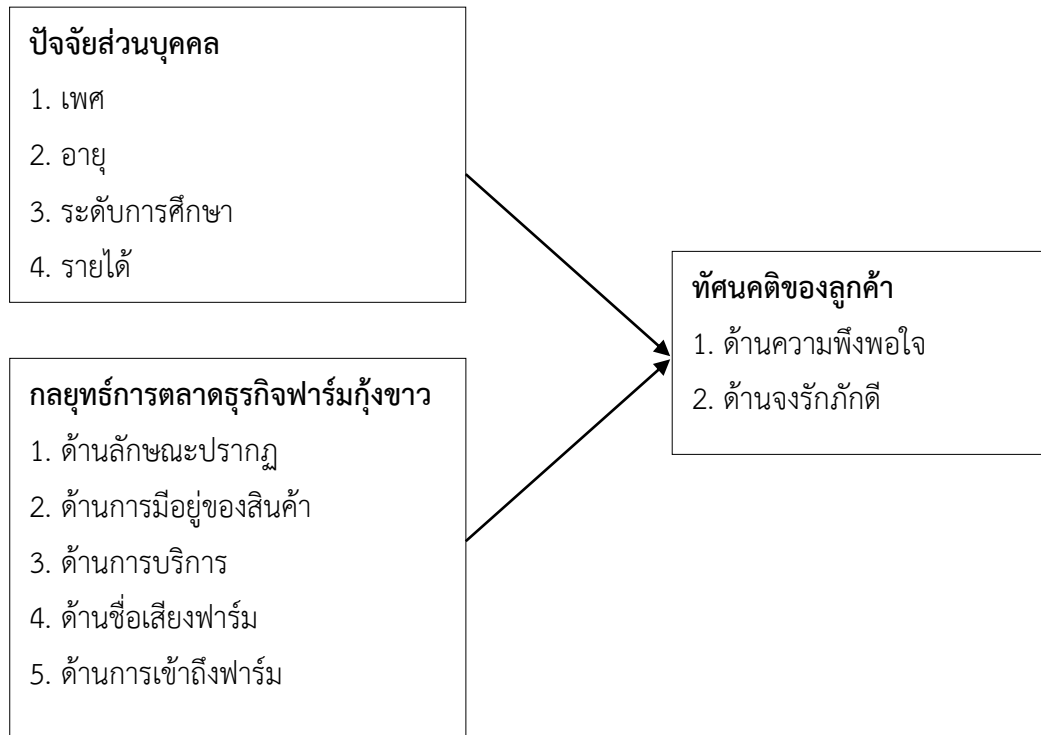 ปัจจัยส่วนบุคคล
1. เพศ
2. อายุ
3. ระดับการศึกษา
4. รายได้
กลยุทธ์การตลาดธุรกิจฟาร์มกุ้งขาว
1. ด้านลักษณะปรากฏ
2. ด้านการมีอยู่ของสินค้า
3. ด้านการบริการ
4. ด้านชื่อเสียงฟาร์ม
5. ด้านการเข้าถึงฟาร์ม
ทัศนคติของลูกค้า
1. ด้านความพึงพอใจ
2. ด้านจงรักภักดี